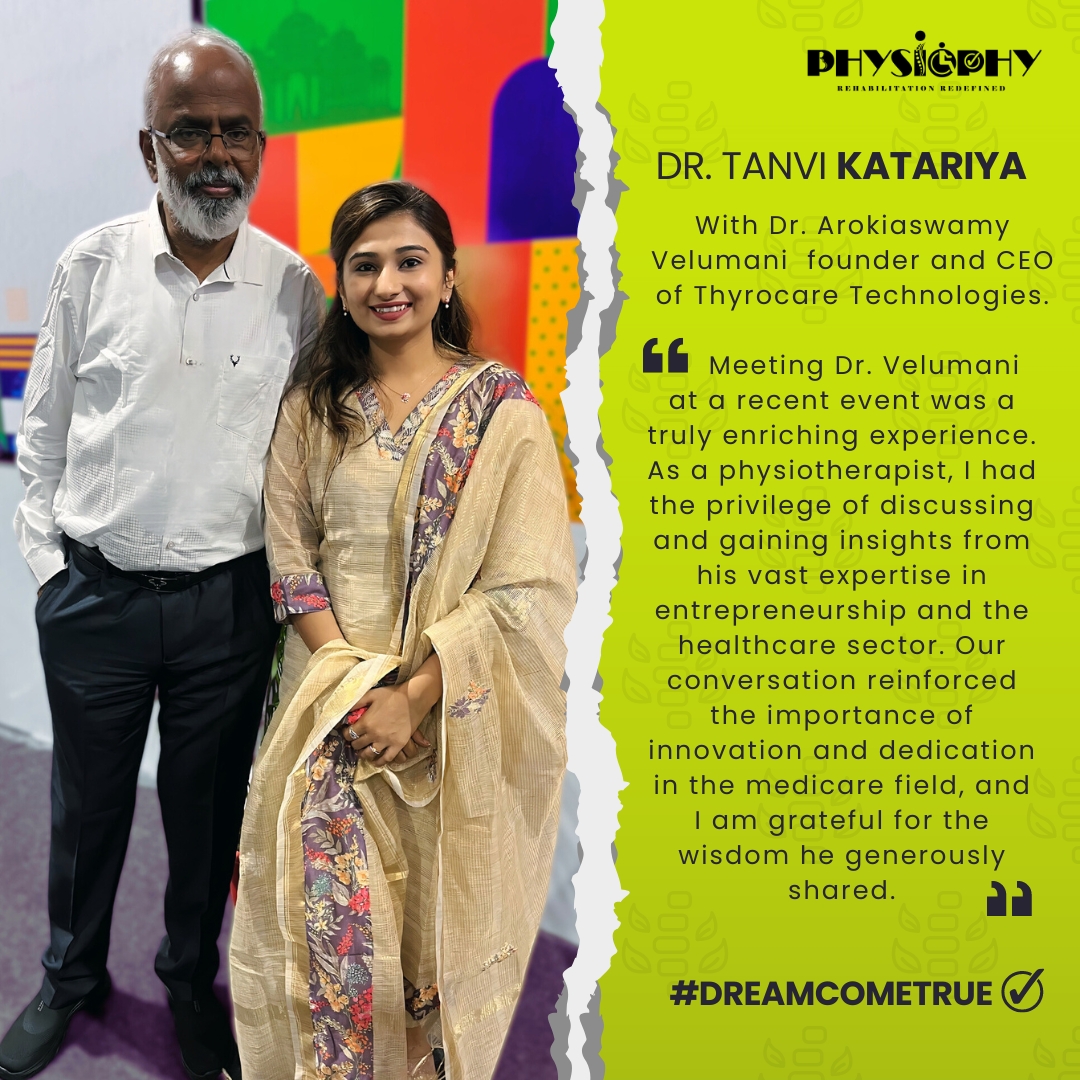 PHYSIOPHY
REHABILITATION REDEFINED
DR. TANVI KATARIYA
With Dr. Arokiaswamy
Velumani founder and CEO
of Thyrocare Technologies.
❝ Meeting Dr. Velumani
at a recent event was a
truly enriching experience.
As a physiotherapist, I had
the privilege of discussing
and gaining insights from
his vast expertise in
entrepreneurship and the
healthcare sector. Our
conversation reinforced
the importance of
innovation and dedication
in the medicare field, and
I am grateful for the
wisdom he generously
shared. ❞
#DREAMCOMETRUE